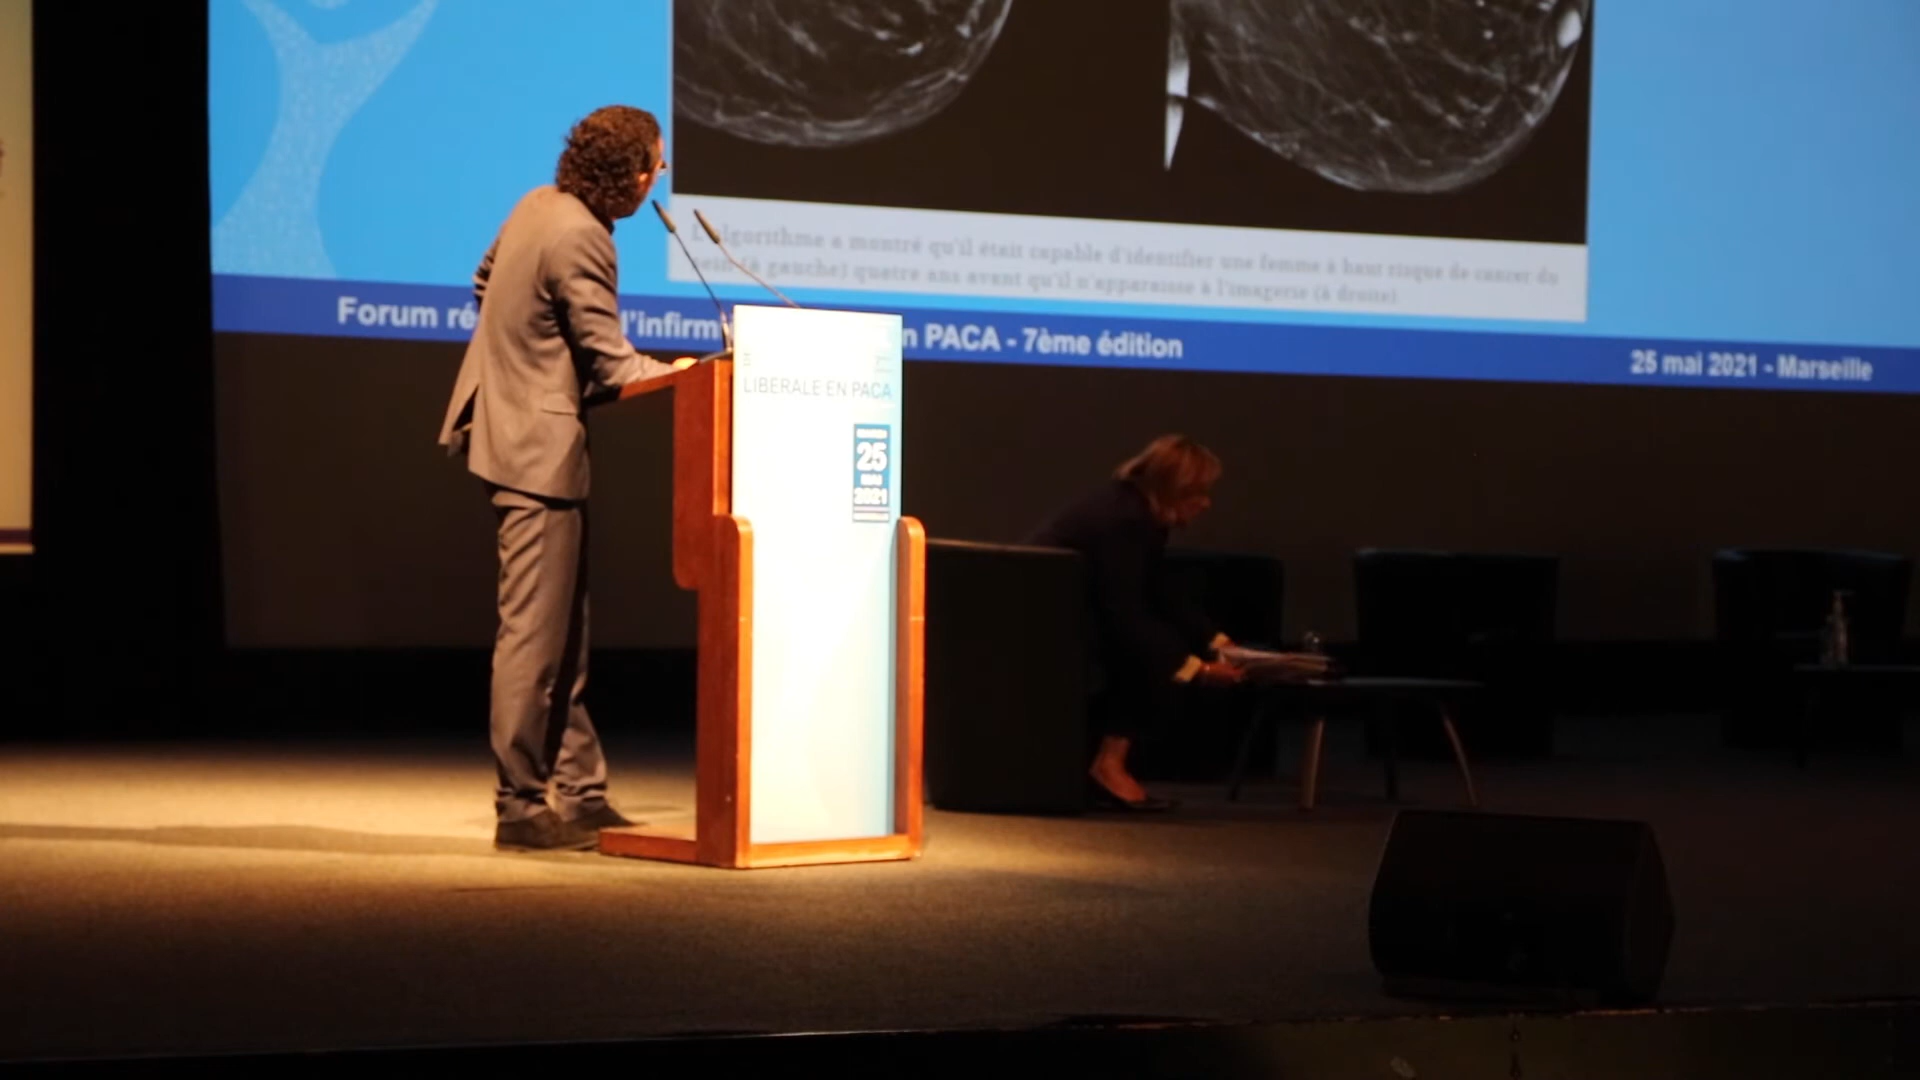 L'algorithme a montré qu'il était capable d'identifier une femme à haut risque de cancer du
sein (à gauche) quatre ans avant qu'il n'apparaisse à l'imagerie (à droite).
Forum ré l'infirm n PACA - 7ème édition
25 mai 2021 - Marseille
LIBERALE EN PACA
25
MAI
2021